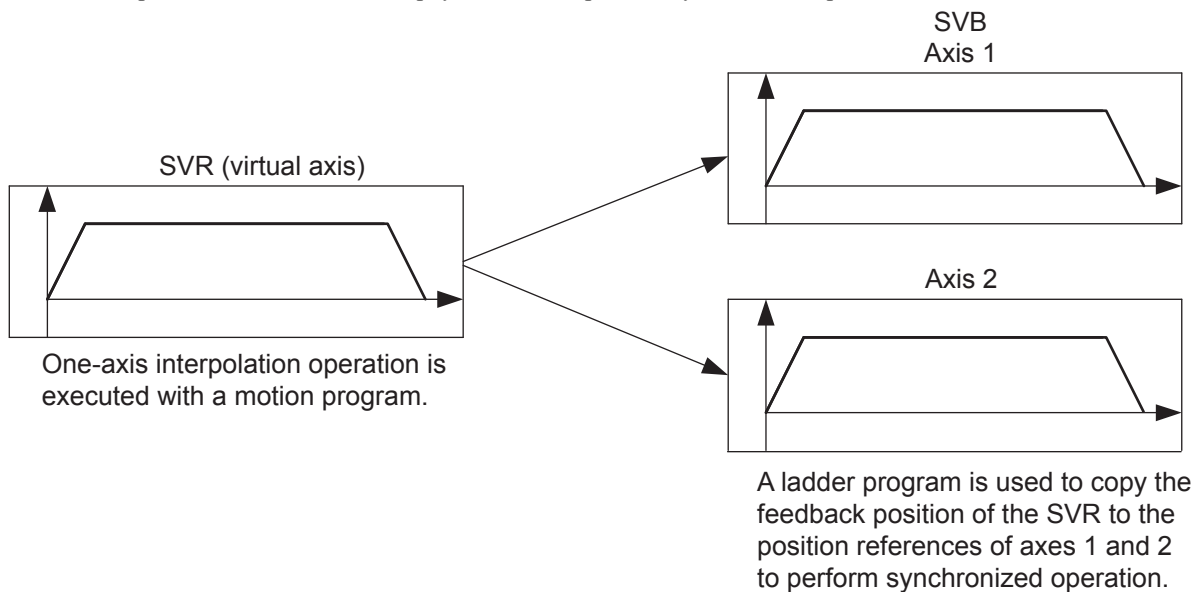 SVB
Axis 1
SVR (virtual axis)
One-axis interpolation operation is
executed with a motion program.
Axis 2
A ladder program is used to copy the
feedback position of the SVR to the
position references of axes 1 and 2
to perform synchronized operation.